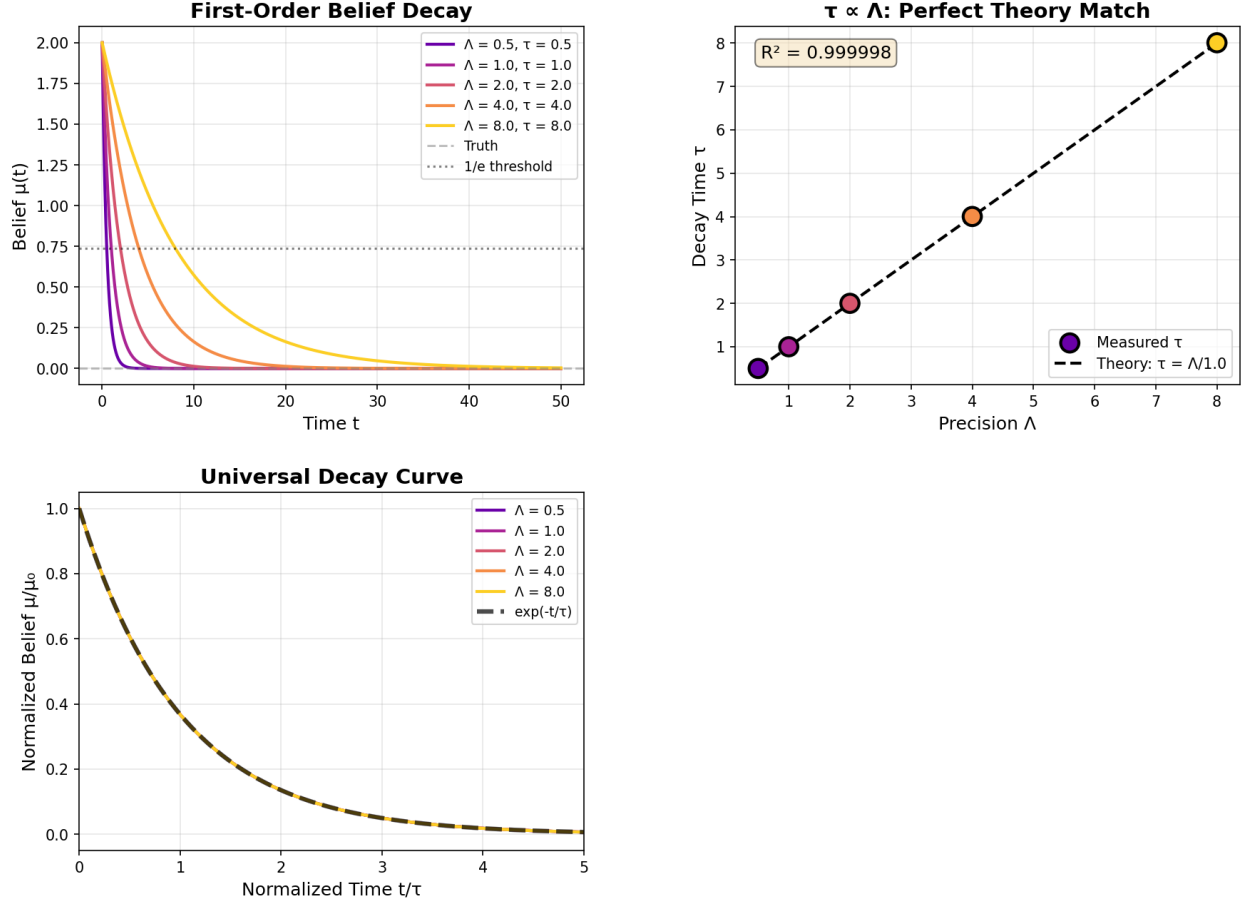 First-Order Belief Decay
Belief μ(t)
2.00
1.75
1.50
1.25
1.00
0.75
0.50
0.25
0.00
Λ = 0.5, τ = 0.5
Λ = 1.0, τ = 1.0
Λ = 2.0, τ = 2.0
Λ = 4.0, τ = 4.0
Λ = 8.0, τ = 8.0
Truth
1/e threshold
0 10 20 30 40 50
Time t
τ ∝ Λ: Perfect Theory Match
Decay Time τ
8
7
6
5
4
3
2
1
R² = 0.999998
Measured τ
Theory: τ = Λ/1.0
1 2 3 4 5 6 7 8
Precision Λ
Universal Decay Curve
Normalized Belief μ/μ₀
1.0
0.8
0.6
0.4
0.2
0.0
Λ = 0.5
Λ = 1.0
Λ = 2.0
Λ = 4.0
Λ = 8.0
exp(-t/τ)
0 1 2 3 4 5
Normalized Time t/τ